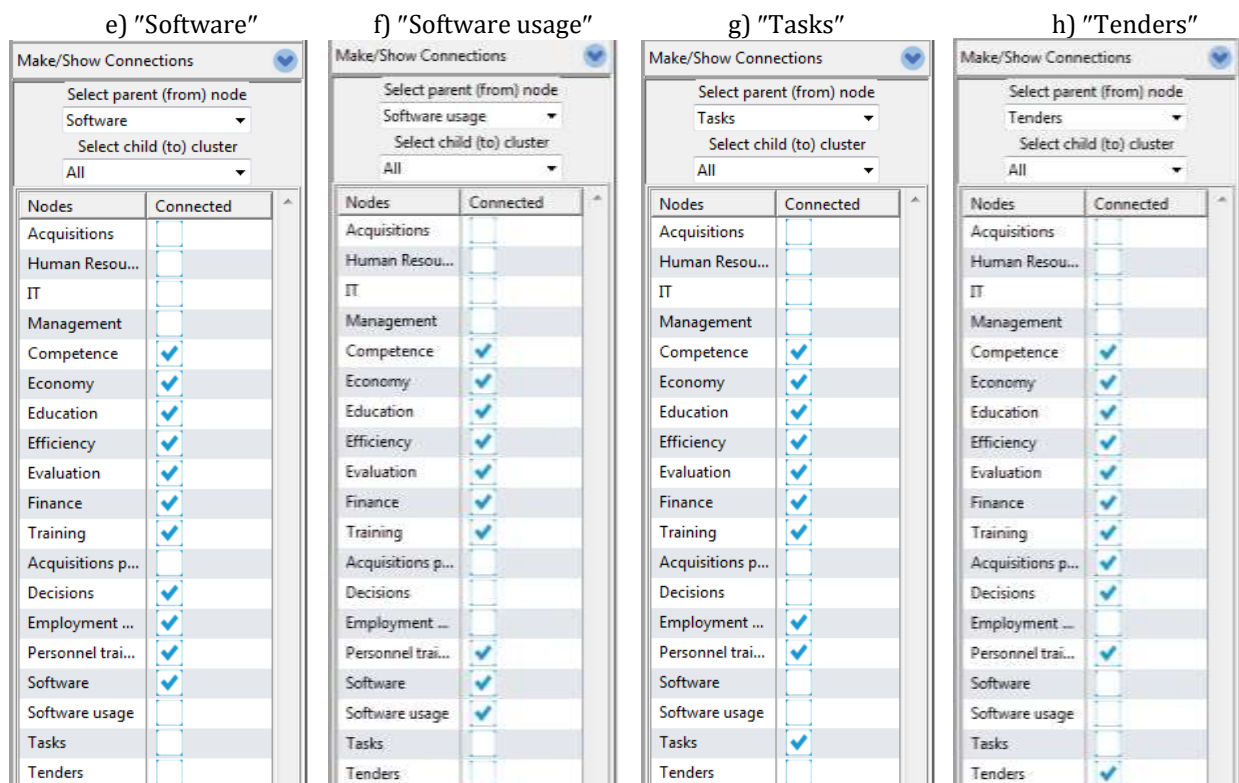 e) "Software"
Make/Show Connections
Select parent (from) node
Software
Select child (to) cluster
All
Nodes Connected
Acquisitions
Human Resou...
IT
Management
Competence
Economy
Education
Efficiency
Evaluation
Finance
Training
Acquisitions p...
Decisions
Employment ...
Personnel trai...
Software
Software usage
Tasks
Tenders
f) "Software usage"
Make/Show Connections
Select parent (from) node
Software usage
Select child (to) cluster
All
Nodes Connected
Acquisitions
Human Resou...
IT
Management
Competence
Economy
Education
Efficiency
Evaluation
Finance
Training
Acquisitions p...
Decisions
Employment ...
Personnel trai...
Software
Software usage
Tasks
Tenders
g) "Tasks"
Make/Show Connections
Select parent (from) node
Tasks
Select child (to) cluster
All
Nodes Connected
Acquisitions
Human Resou...
IT
Management
Competence
Economy
Education
Efficiency
Evaluation
Finance
Training
Acquisitions p...
Decisions
Employment ...
Personnel trai...
Software
Software usage
Tasks
Tenders
h) "Tenders"
Make/Show Connections
Select parent (from) node
Tenders
Select child (to) cluster
All
Nodes Connected
Acquisitions
Human Resou...
IT
Management
Competence
Economy
Education
Efficiency
Evaluation
Finance
Training
Acquisitions p...
Decisions
Employment ...
Personnel trai...
Software
Software usage
Tasks
Tenders